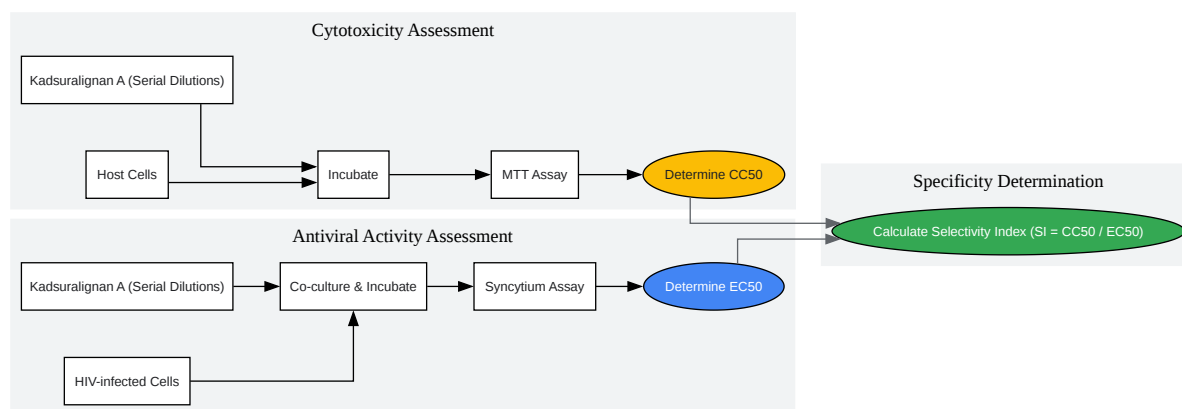 Cytotoxicity Assessment
Kadsuralignan A (Serial Dilutions)
Host Cells
Incubate
MTT Assay
Determine CC50
Specificity Determination
Calculate Selectivity Index (SI = CC50 / EC50)
Antiviral Activity Assessment
Kadsuralignan A (Serial Dilutions)
Co-culture & Incubate
Syncytium Assay
Determine EC50
HIV-infected Cells